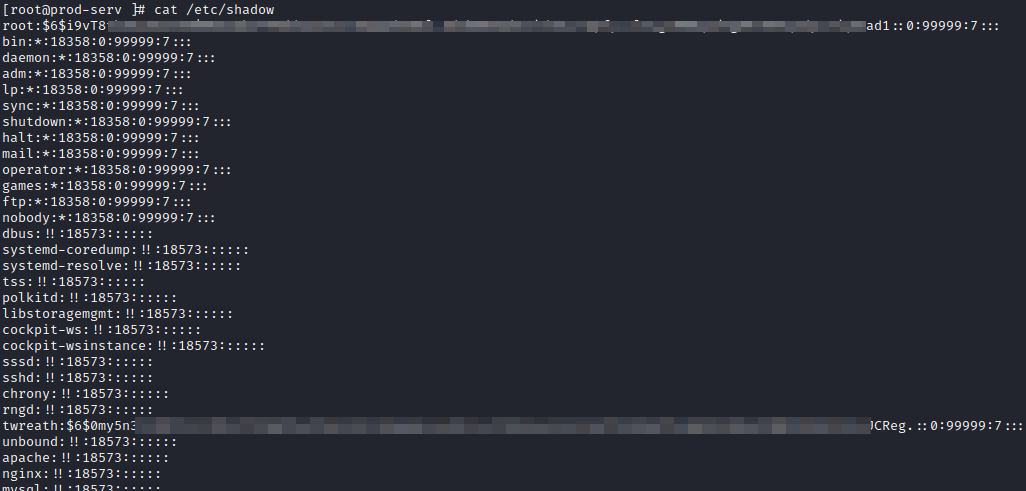 [root@prod-serv ]# cat /etc/shadow
root:$6$i9vT8 ad1::0:99999:7:::
bin:*:18358:0:99999:7:::
daemon:*:18358:0:99999:7:::
adm:*:18358:0:99999:7:::
lp:*:18358:0:99999:7:::
sync:*:18358:0:99999:7:::
shutdown:*:18358:0:99999:7:::
halt:*:18358:0:99999:7:::
mail:*:18358:0:99999:7:::
operator:*:18358:0:99999:7:::
games:*:18358:0:99999:7:::
ftp:*:18358:0:99999:7:::
nobody:*:18358:0:99999:7:::
dbus:!!:18573::::::
systemd-coredump:!!:18573::::::
systemd-resolve:!!:18573::::::
tss:!!:18573::::::
polkitd:!!:18573::::::
libstoragemgmt:!!:18573::::::
cockpit-ws:!!:18573::::::
cockpit-wsinstance:!!:18573::::::
sssd:!!:18573::::::
sshd:!!:18573::::::
chrony:!!:18573::::::
rngd:!!:18573::::::
twreath:$6$0my5n3 JCReg.::0:99999:7:::
unbound:!!:18573::::::
apache:!!:18573::::::
nginx:!!:18573::::::
mysql:!!:18573::::::